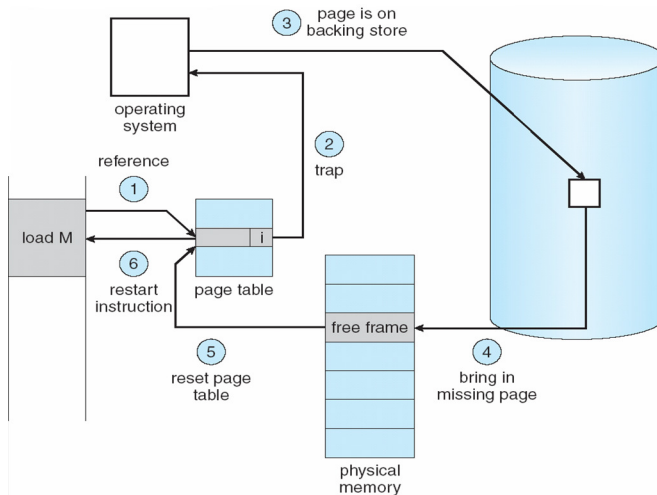 3
page is on
backing store
operating
system
2
trap
reference
1
load M
i
6
restart
instruction
page table
5
reset page
table
free frame
4
bring in
missing page
physical
memory